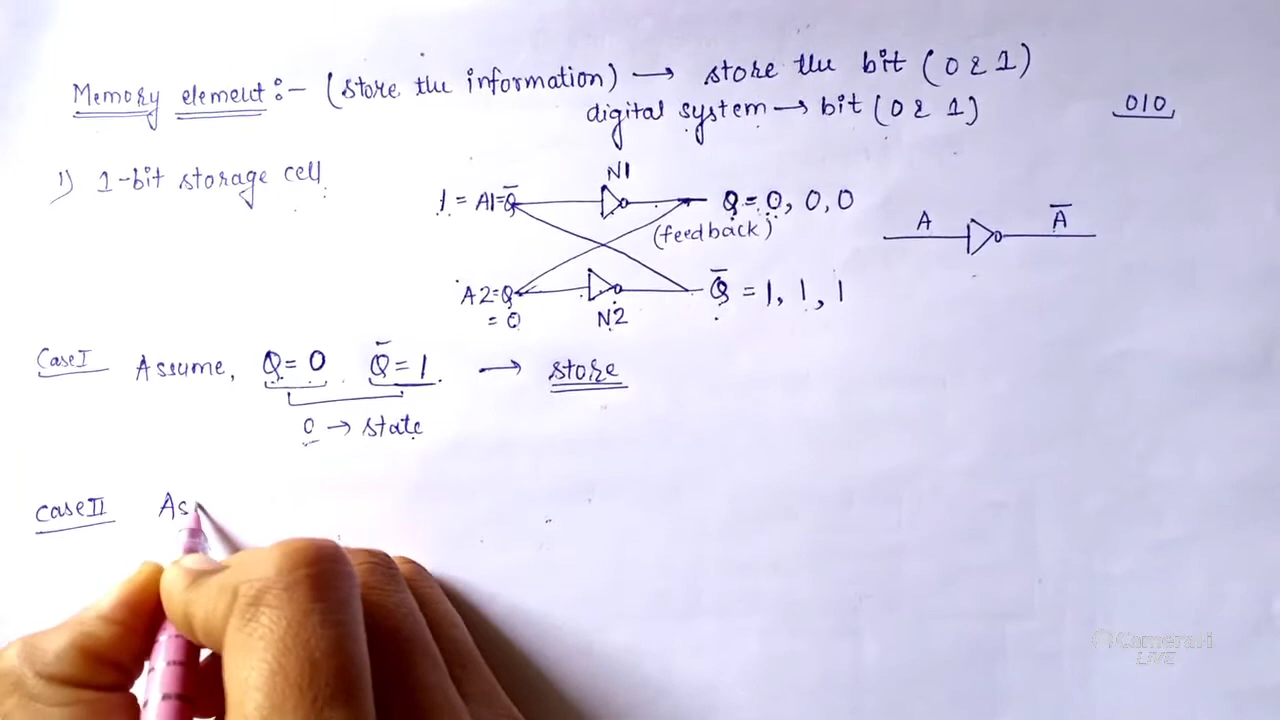 Memory element :- (store the information) → store the bit (0 & 1)
digital system → bit (0 & 1)
010
1) 1-bit storage cell
N1
1 = A1 = Q̅
Q = 0, 0, 0
(feedback)
A
A̅
A2 = Q
= 0
N2
Q̅ = 1, 1, 1
Case I Assume, Q = 0 Q̅ = 1 → store
0 → state
case II As
Camera-i
LIVE